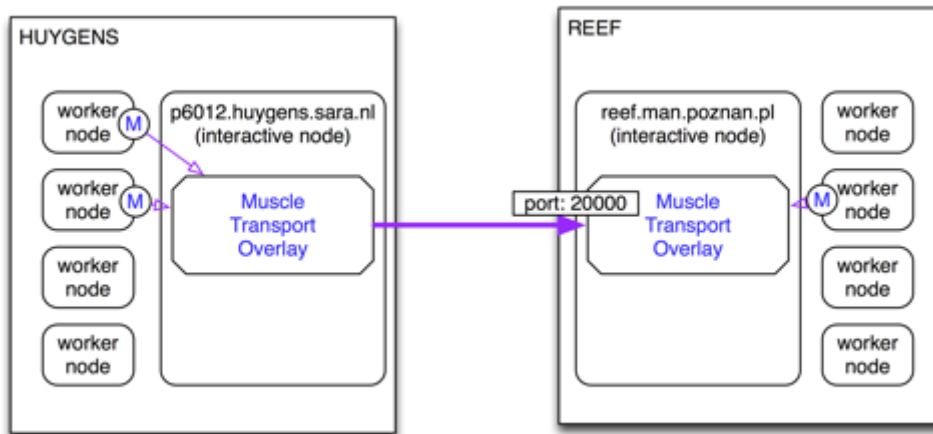 HUYGENS
worker
node
M
worker
node
M
worker
node
worker
node
p6012.huygens.sara.nl
(interactive node)
Muscle
Transport
Overlay
REEF
port: 20000
reef.man.poznan.pl
(interactive node)
Muscle
Transport
Overlay
worker
node
M
worker
node
worker
node
worker
node